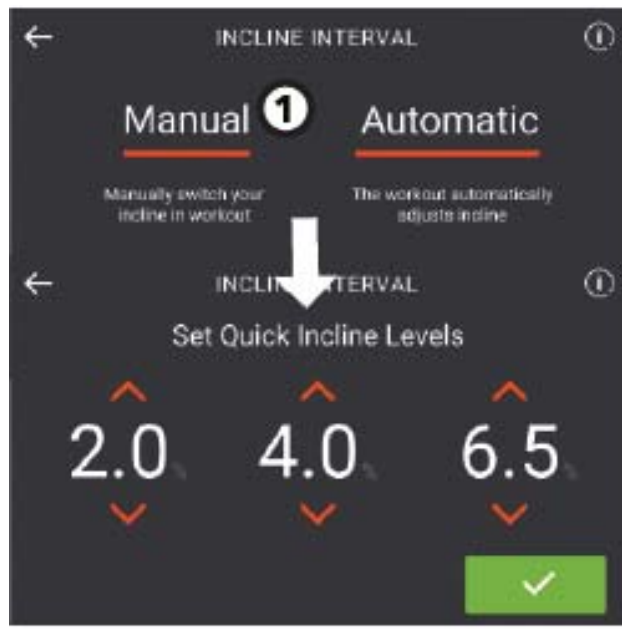 INCLINE INTERVAL
Manual 1 Automatic
Manually switch your
incline in workout
The workout automatically
adjusts incline
INCLINE INTERVAL
Set Quick Incline Levels
2.0% 4.0% 6.5%